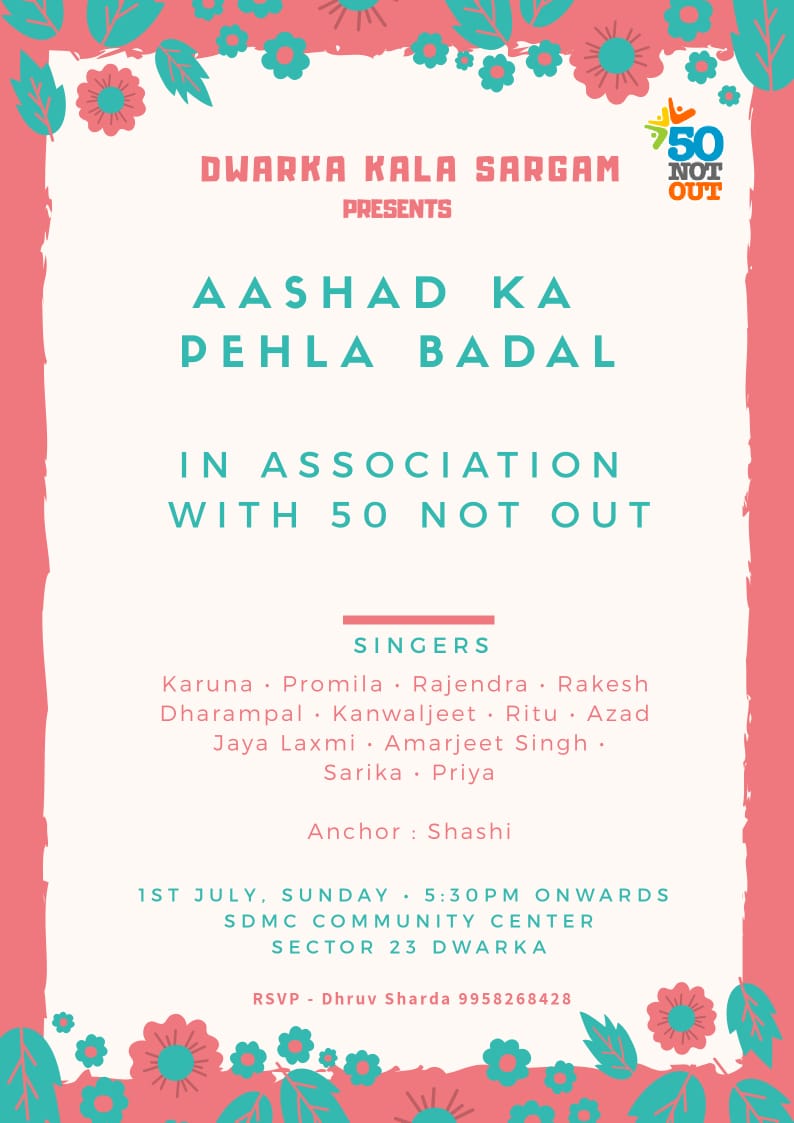 50
NOT
OUT
DWARKA KALA SARGAM
PRESENTS
AASHAD KA
PEHLA BADAL
IN ASSOCIATION
WITH 50 NOT OUT
SINGERS
Karuna • Promila • Rajendra • Rakesh
Dharampal • Kanwaljeet • Ritu • Azad
Jaya Laxmi • Amarjeet Singh •
Sarika • Priya
Anchor : Shashi
1ST JULY, SUNDAY • 5:30PM ONWARDS
SDMC COMMUNITY CENTER
SECTOR 23 DWARKA
RSVP - Dhruv Sharda 9958268428